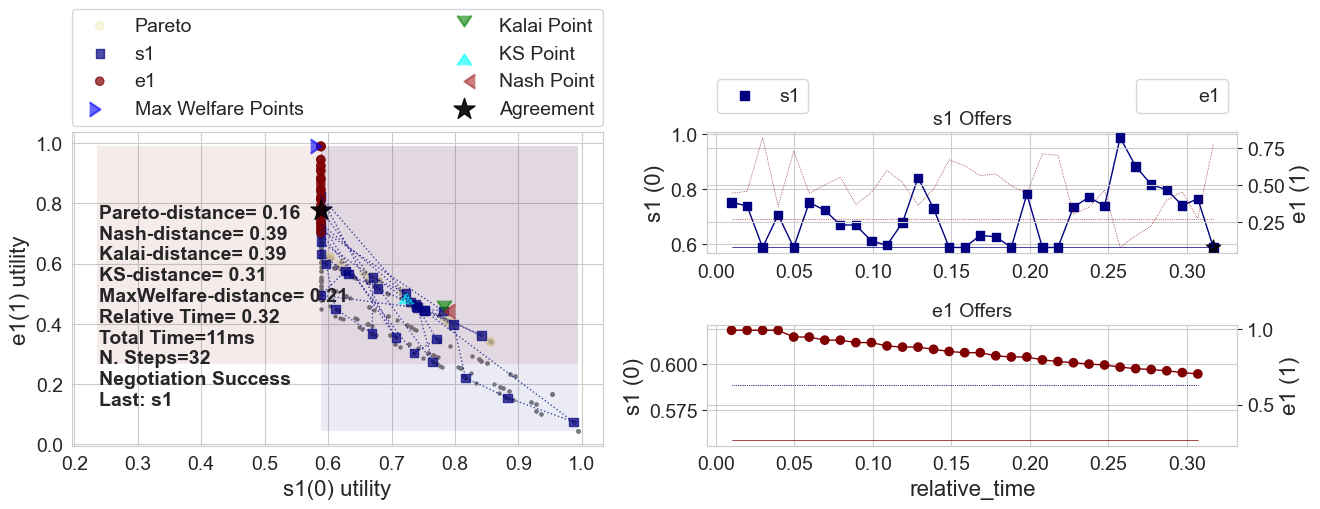 Pareto
s1
e1
Max Welfare Points
Kalai Point
KS Point
Nash Point
Agreement
1.0
0.8
0.6
0.4
0.2
0.0
e1(1) utility
Pareto-distance= 0.16
Nash-distance= 0.39
Kalai-distance= 0.39
KS-distance= 0.31
MaxWelfare-distance= 0.21
Relative Time= 0.32
Total Time=11ms
N. Steps=32
Negotiation Success
Last: s1
0.2 0.3 0.4 0.5 0.6 0.7 0.8 0.9 1.0
s1(0) utility
s1
e1
s1 Offers
1.0
0.8
0.6
s1 (0)
0.75
0.50
0.25
e1 (1)
0.00 0.05 0.10 0.15 0.20 0.25 0.30
e1 Offers
0.600
0.575
s1 (0)
1.0
0.5
e1 (1)
0.00 0.05 0.10 0.15 0.20 0.25 0.30
relative_time